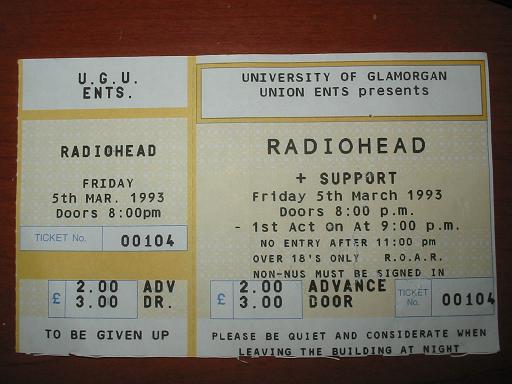 U.G.U.
ENTS.
RADIOHEAD
FRIDAY
5th MAR. 1993
Doors 8:00pm
TICKET No. 00104
£ 2.00 ADV
3.00 DR.
TO BE GIVEN UP
UNIVERSITY OF GLAMORGAN
UNION ENTS presents
RADIOHEAD
+ SUPPORT
Friday 5th March 1993
Doors 8:00 p.m.
- 1st Act On At 9:00 p.m.
NO ENTRY AFTER 11:00 pm
OVER 18'S ONLY R.O.A.R.
NON-NUS MUST BE SIGNED IN
£ 2.00 ADVANCE
3.00 DOOR
TICKET No. 00104
PLEASE BE QUIET AND CONSIDERATE WHEN
LEAVING THE BUILDING AT NIGHT